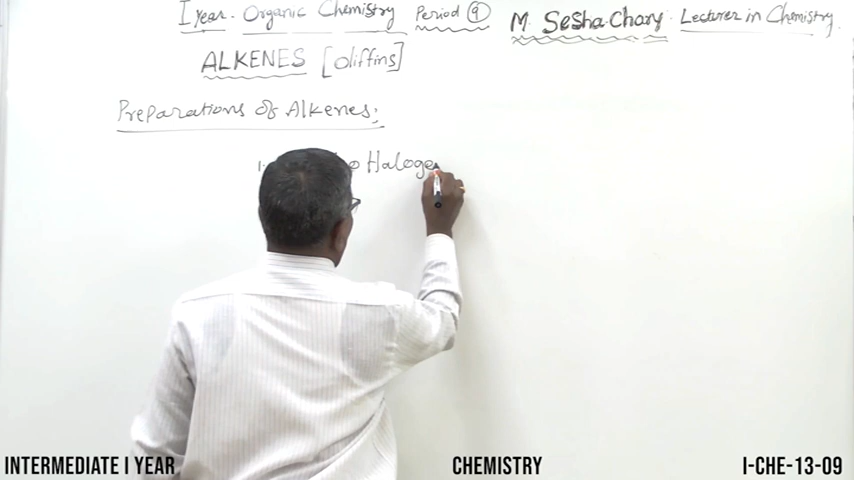 I Year. Organic Chemistry Period 9 M. Sesha Chary Lecturer in Chemistry.
ALKENES [oliffins]
Preparations of Alkenes:
1. o Haloge
INTERMEDIATE I YEAR CHEMISTRY I-CHE-13-09